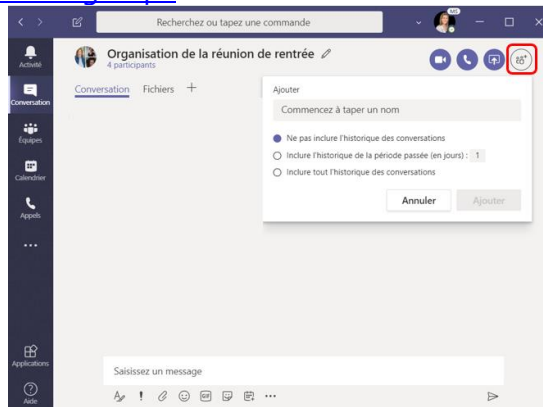 Recherchez ou tapez une commande
MS
Activité
Conversation
Équipes
Calendrier
Appels
Applications
Aide
Organisation de la réunion de rentrée
4 participants
Conversation Fichiers +
Ajouter
Commencez à taper un nom
Ne pas inclure l'historique des conversations
Inclure l'historique de la période passée (en jours) : 1
Inclure tout l'historique des conversations
Annuler Ajouter
Saisissez un message
GIF